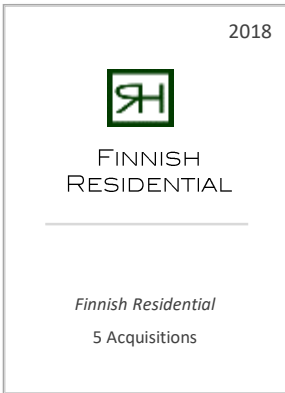 2018
RH
FINNISH
RESIDENTIAL
Finnish Residential
5 Acquisitions